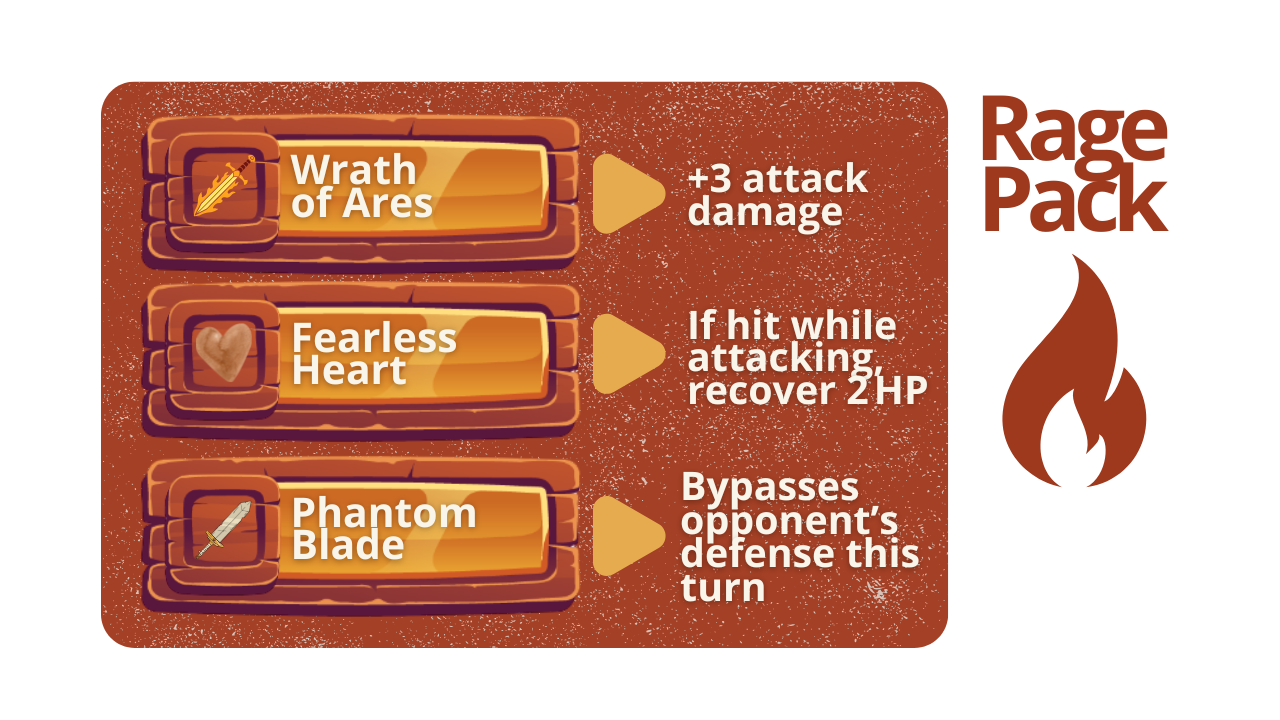 Wrath
of Ares
+3 attack
damage
Fearless
Heart
If hit while
attacking,
recover 2 HP
Phantom
Blade
Bypasses
opponent’s
defense this
turn
Rage
Pack